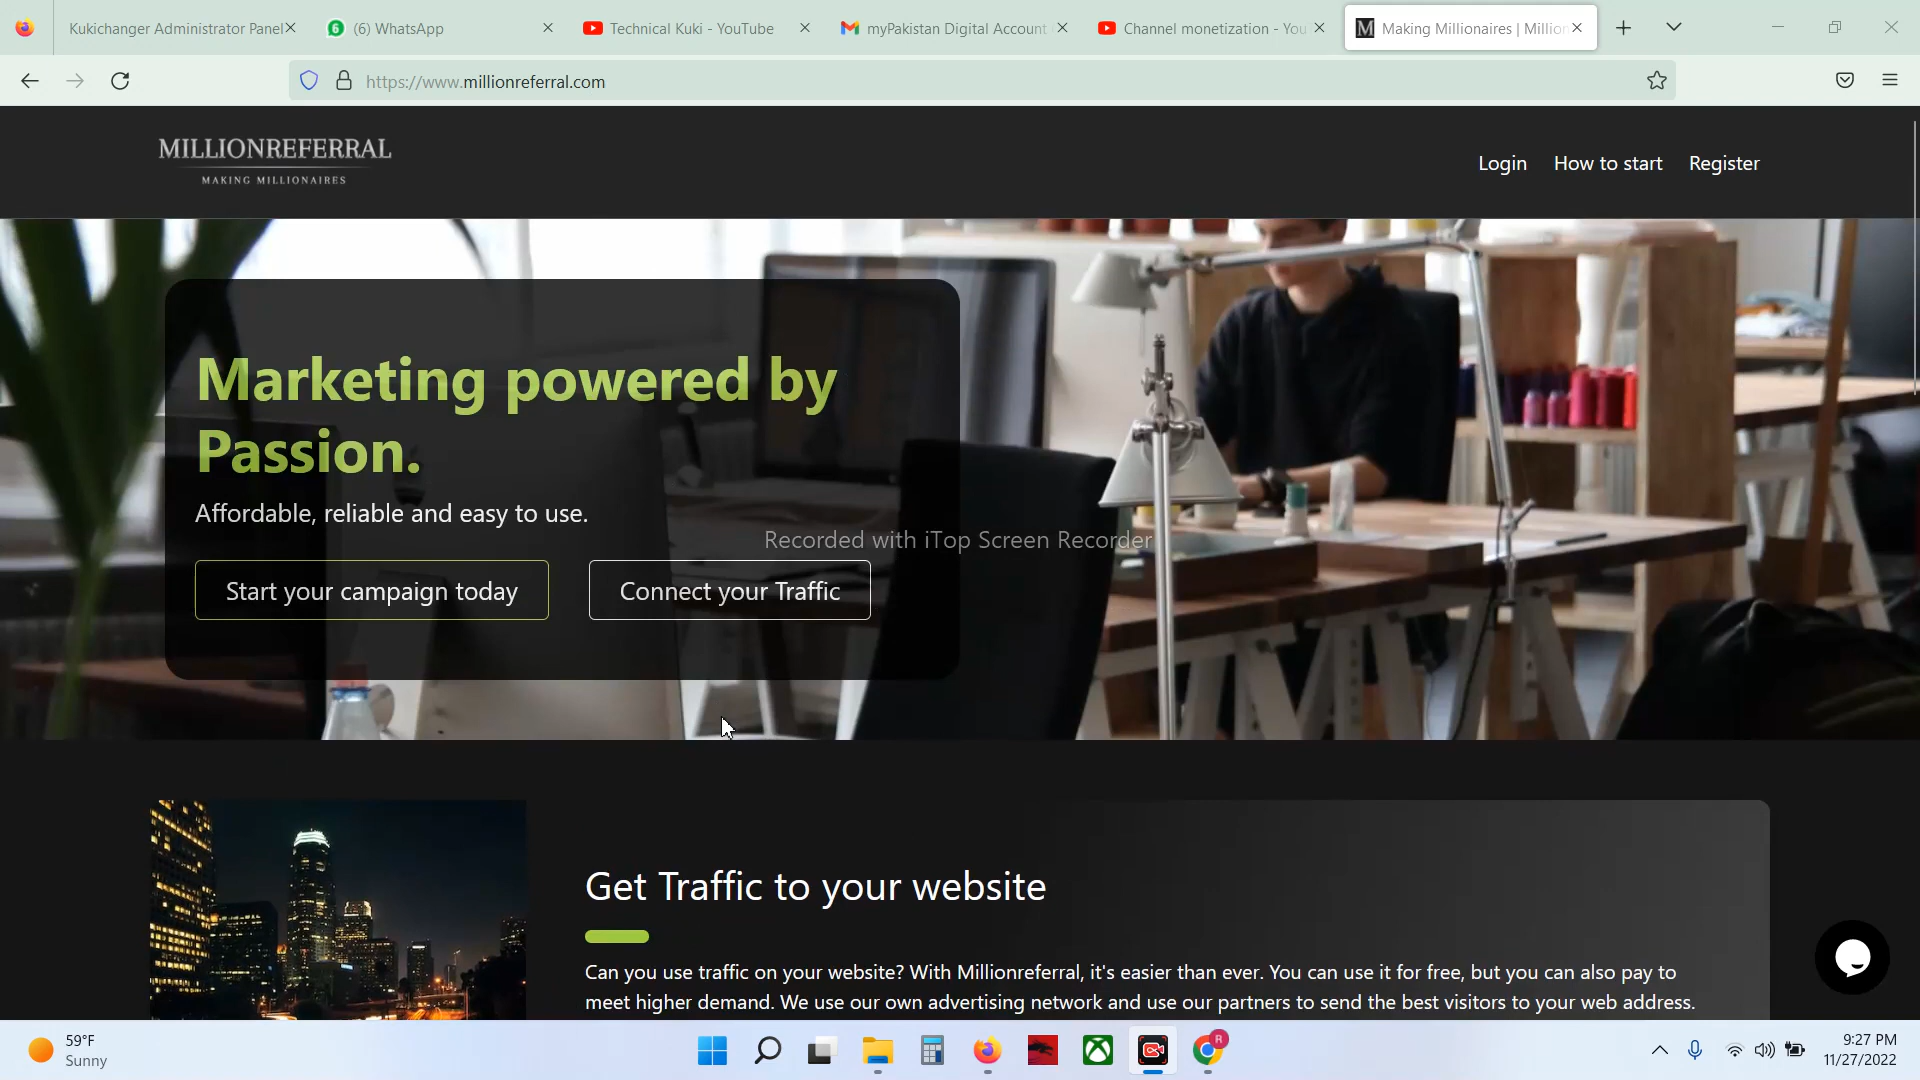 Kukichanger Administrator Panel
(6) WhatsApp
Technical Kuki - YouTube
myPakistan Digital Account
Channel monetization - You
Making Millionaires | Million
https://www.millionreferral.com
MILLIONREFERRAL
MAKING MILLIONAIRES
Login
How to start
Register
Marketing powered by
Passion.
Affordable, reliable and easy to use.
Recorded with iTop Screen Recorder
Start your campaign today
Connect your Traffic
Get Traffic to your website
Can you use traffic on your website? With Millionreferral, it's easier than ever. You can use it for free, but you can also pay to
meet higher demand. We use our own advertising network and use our partners to send the best visitors to your web address.
59°F
Sunny
R
9:27 PM
11/27/2022